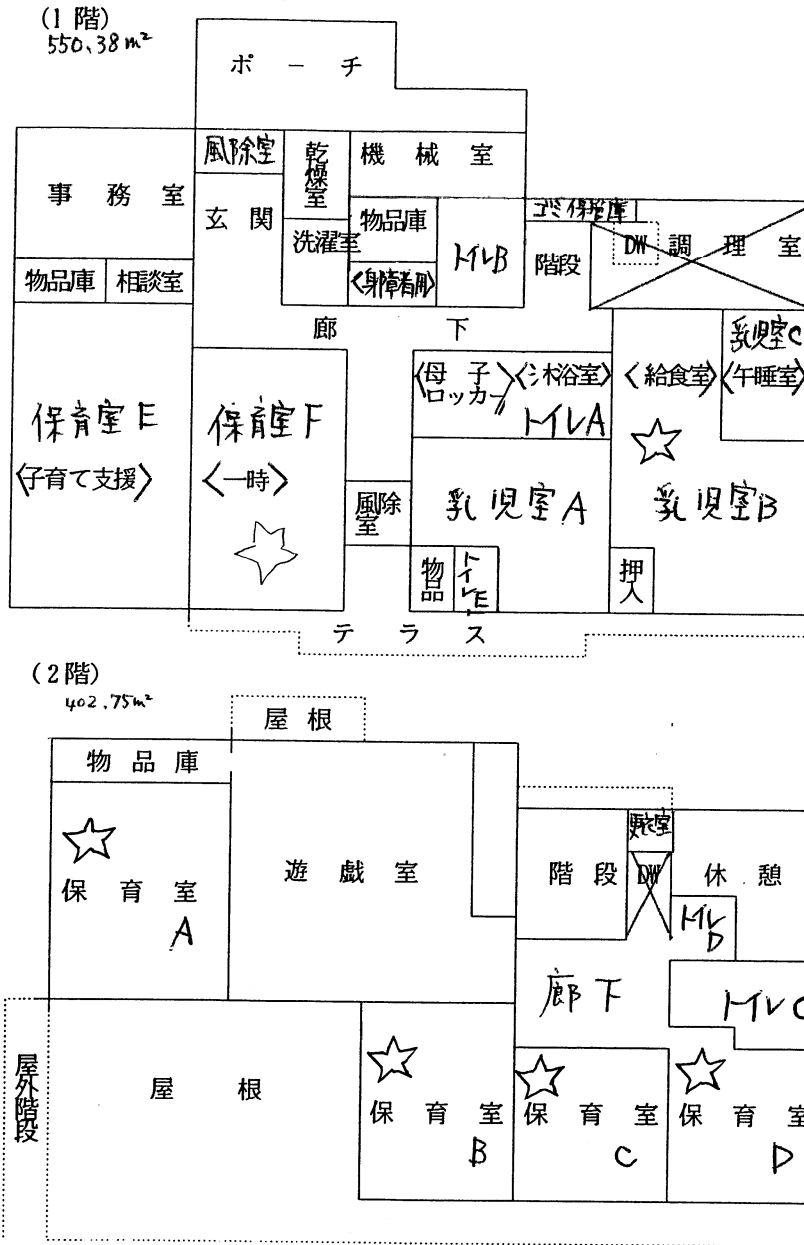 (1階)
550.38㎡
ポーチ
風除室
乾燥室
機械室
事務室
玄関
物品庫
洗濯室
トイレB
ゴミ保管庫
階段
DW
調理室
物品庫
相談室
〈身障者用〉
廊下
乳児室C
〈母子ロッカー〉
〈沐浴室〉
〈給食室〉
〈午睡室〉
トイレA
保育室E
保育室F
〈子育て支援〉
〈一時〉
風除室
乳児室A
乳児室B
物品
トイレE
押入
テラス
(2階)
402.75㎡
屋根
物品庫
更衣室
保育室
A
遊戯室
階段
DW
休憩
トイレD
廊下
トイレC
屋外階段
屋根
保育室
B
保育室
C
保育室
D